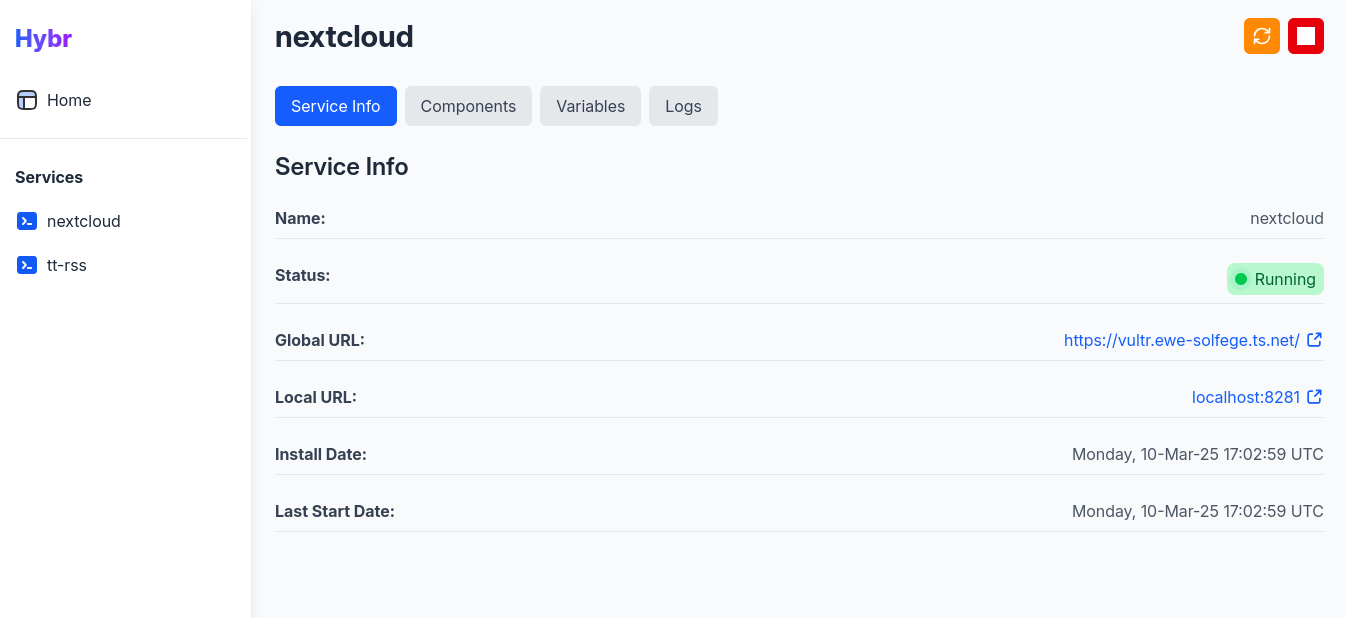 Hybr
Home
Services
nextcloud
tt-rss
nextcloud
Service Info Components Variables Logs
Service Info
Name: nextcloud
Status: Running
Global URL: https://vultr.ewe-solfege.ts.net/
Local URL: localhost:8281
Install Date: Monday, 10-Mar-25 17:02:59 UTC
Last Start Date: Monday, 10-Mar-25 17:02:59 UTC